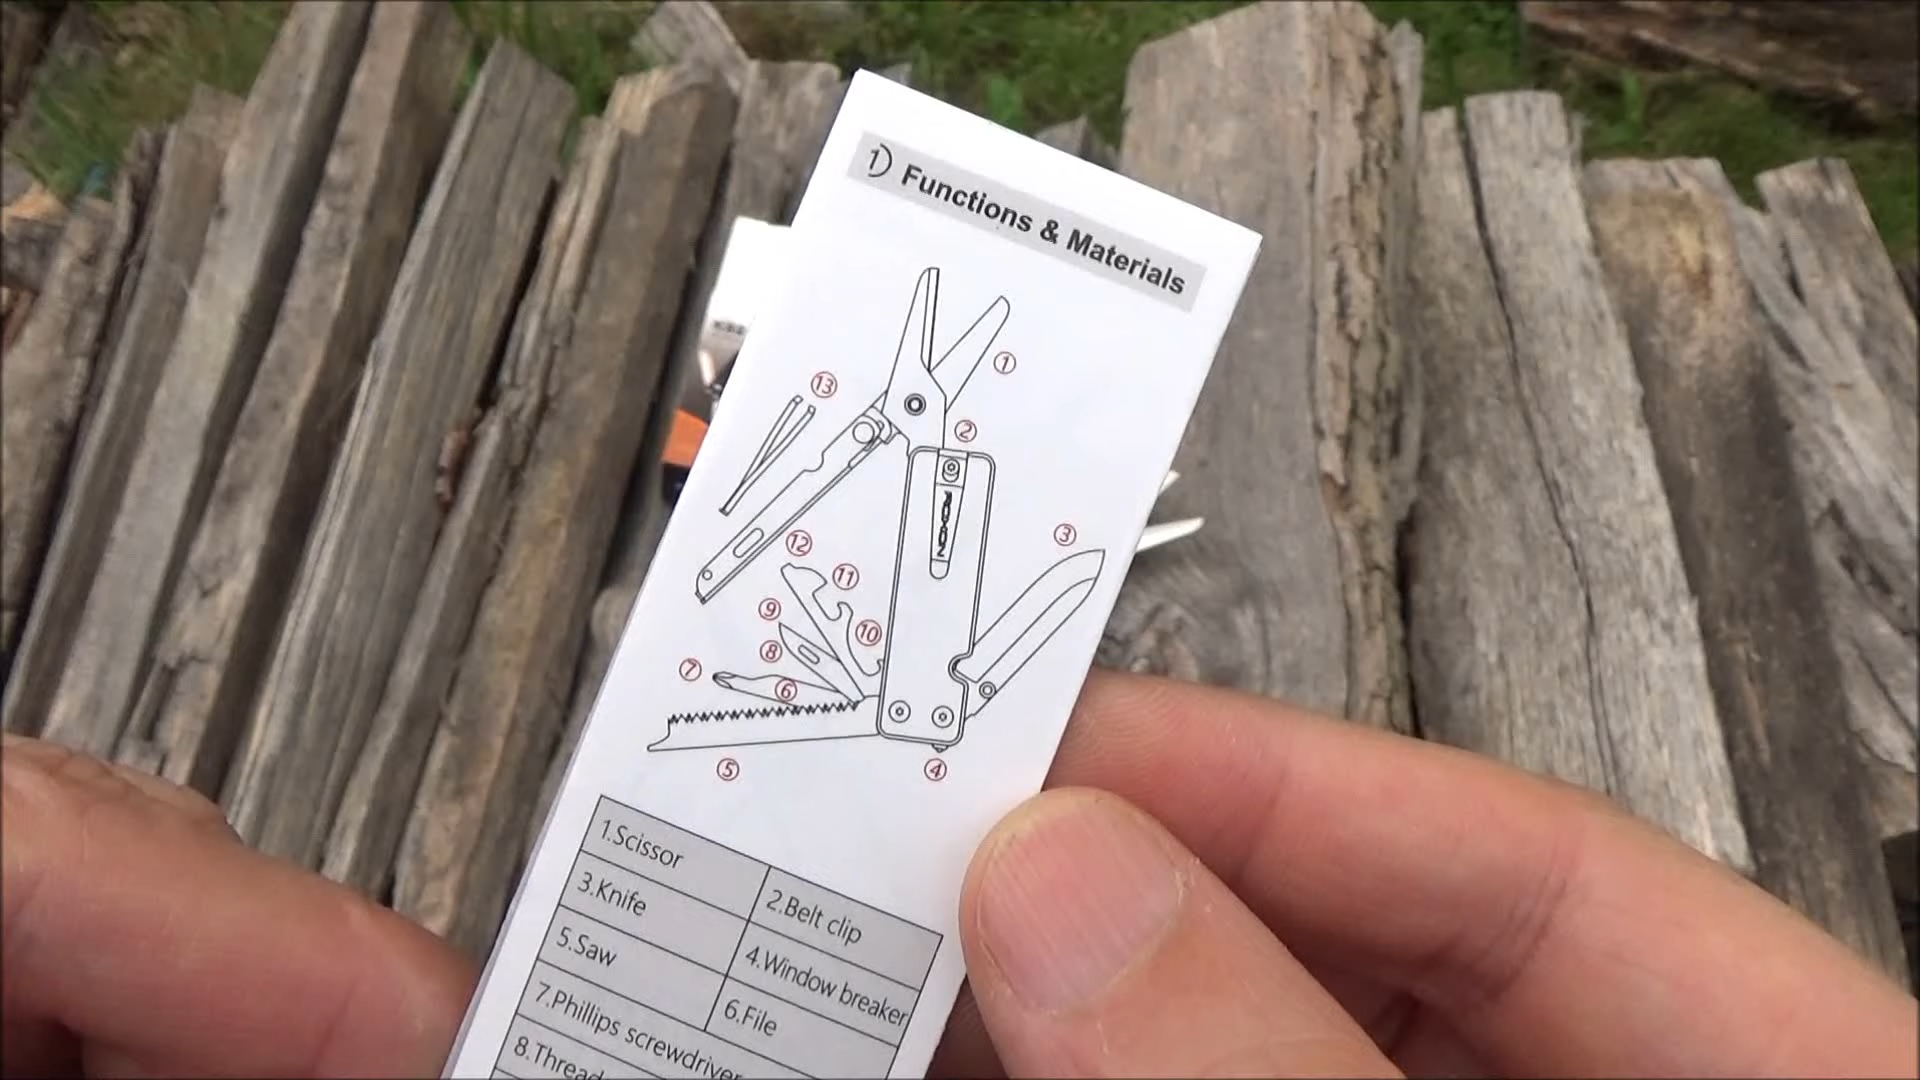 1) Functions & Materials
①
⑬
②
ROXON
③
⑫
⑪
⑨
⑩
⑧
⑦
⑥
⑤
④
1.Scissor
2.Belt clip
3.Knife
4.Window breaker
5.Saw
6.File
7.Phillips screwdriver